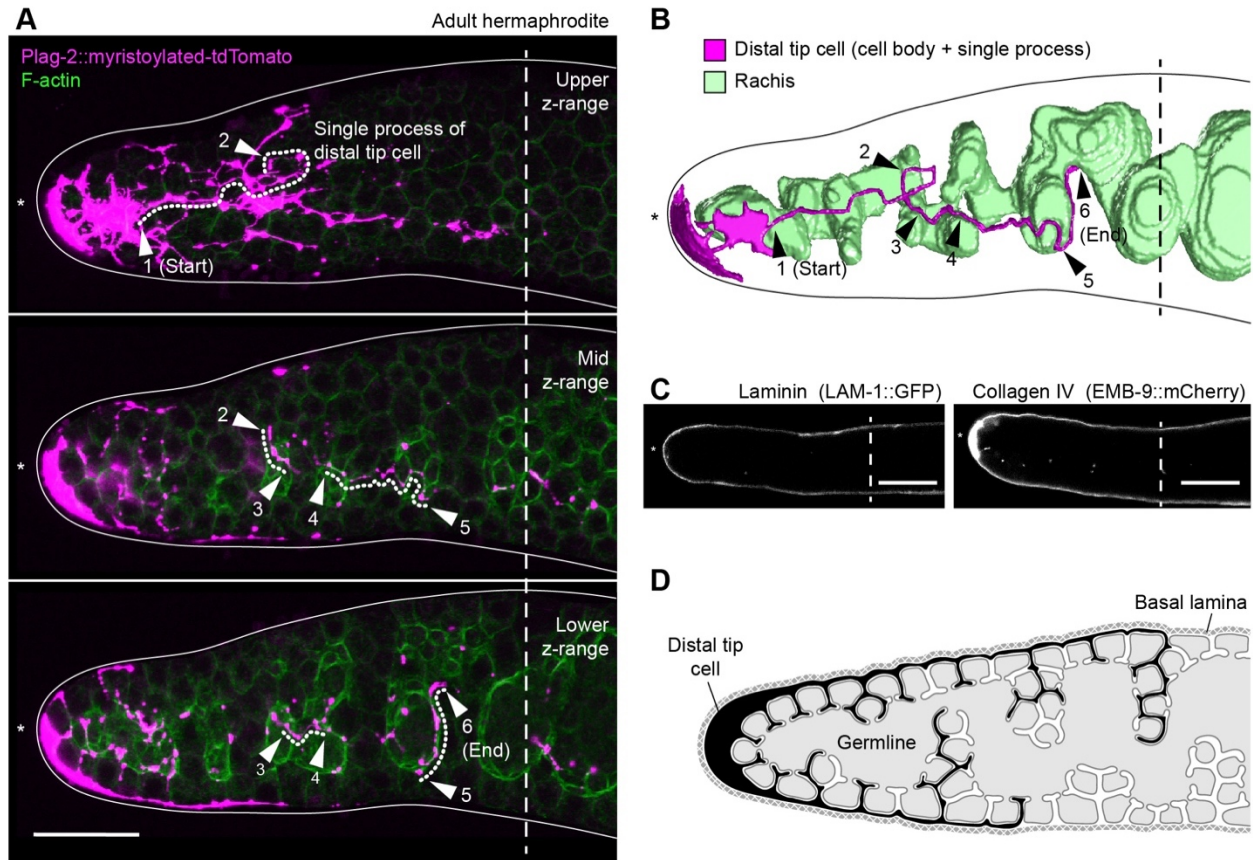 A
Adult hermaphrodite
Plag-2::myristoylated-tdTomato
F-actin
Upper
z-range
2
Single process of
distal tip cell
*
1 (Start)
Mid
z-range
2
*
3
4
5
Lower
z-range
*
6
(End)
3
4
5
B
Distal tip cell (cell body + single process)
Rachis
2
*
1 (Start)
3
4
6
(End)
5
C
Laminin (LAM-1::GFP)
Collagen IV (EMB-9::mCherry)
*
*
D
Basal lamina
Distal tip
cell
Germline